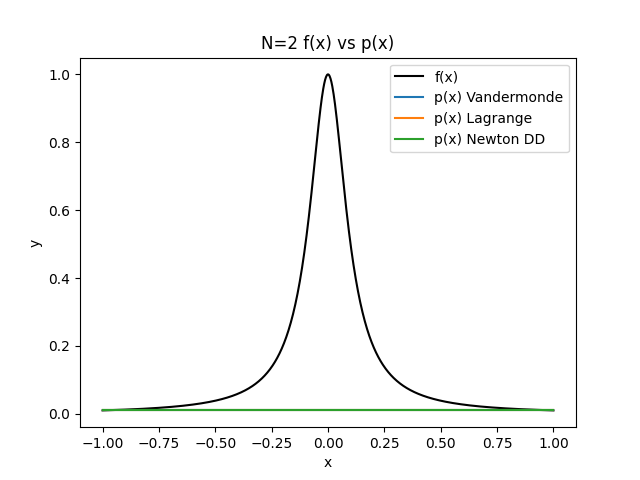 N=2 f(x) vs p(x)
f(x)
p(x) Vandermonde
p(x) Lagrange
p(x) Newton DD
1.0
0.8
0.6
0.4
0.2
0.0
y
−1.00 −0.75 −0.50 −0.25 0.00 0.25 0.50 0.75 1.00
x